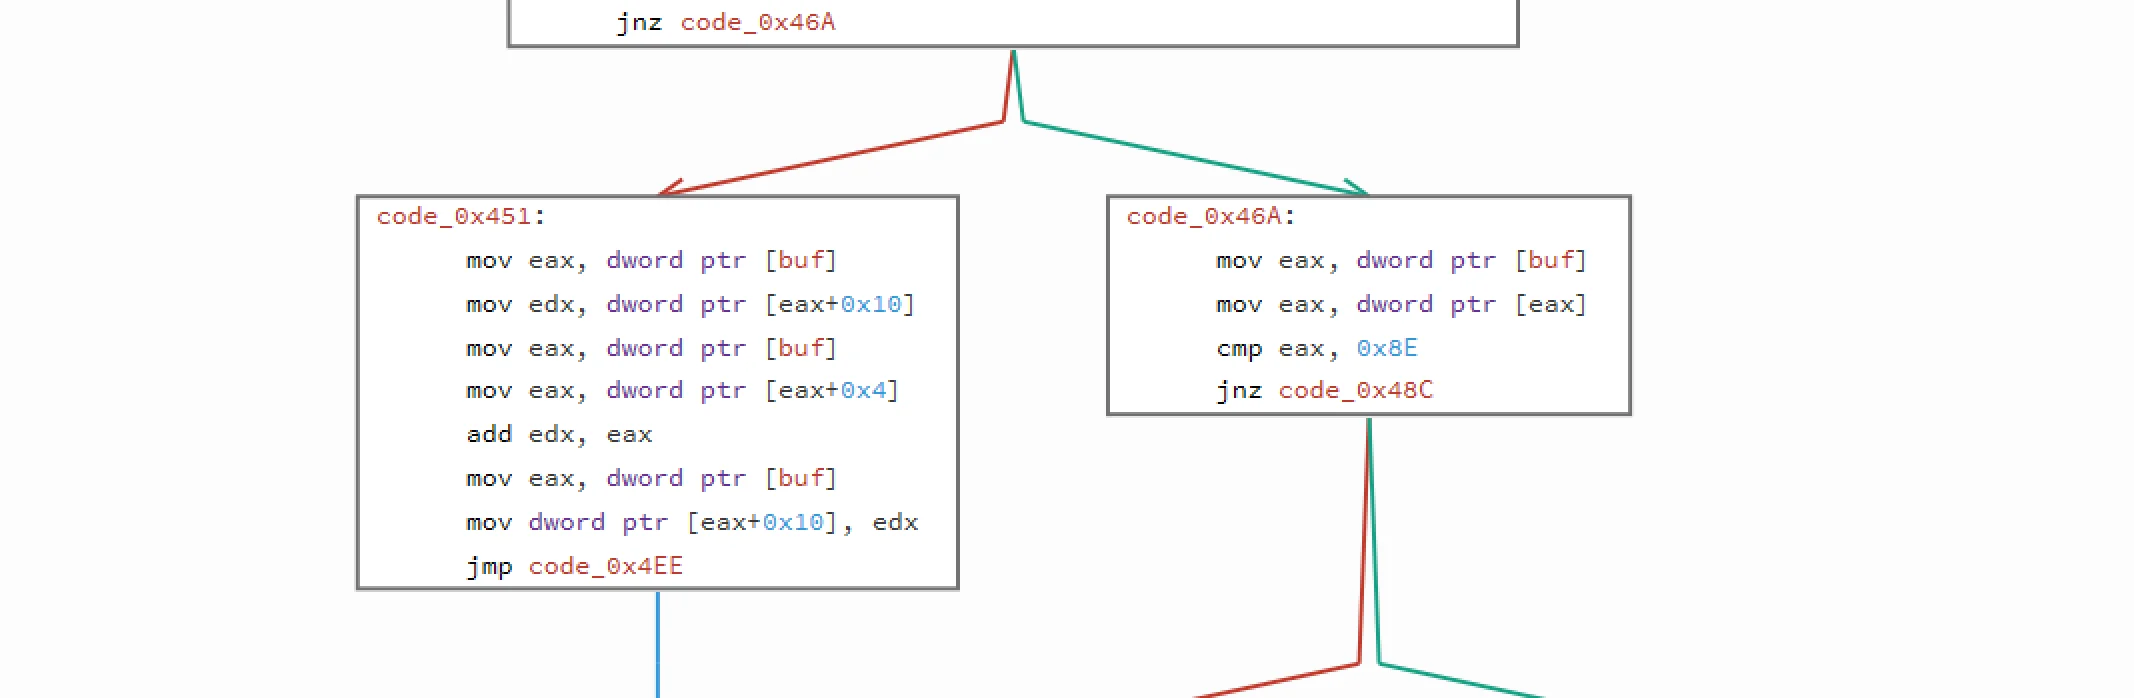 jnz code_0x46A
code_0x451:
mov eax, dword ptr [buf]
mov edx, dword ptr [eax+0x10]
mov eax, dword ptr [buf]
mov eax, dword ptr [eax+0x4]
add edx, eax
mov eax, dword ptr [buf]
mov dword ptr [eax+0x10], edx
jmp code_0x4EE
code_0x46A:
mov eax, dword ptr [buf]
mov eax, dword ptr [eax]
cmp eax, 0x8E
jnz code_0x48C